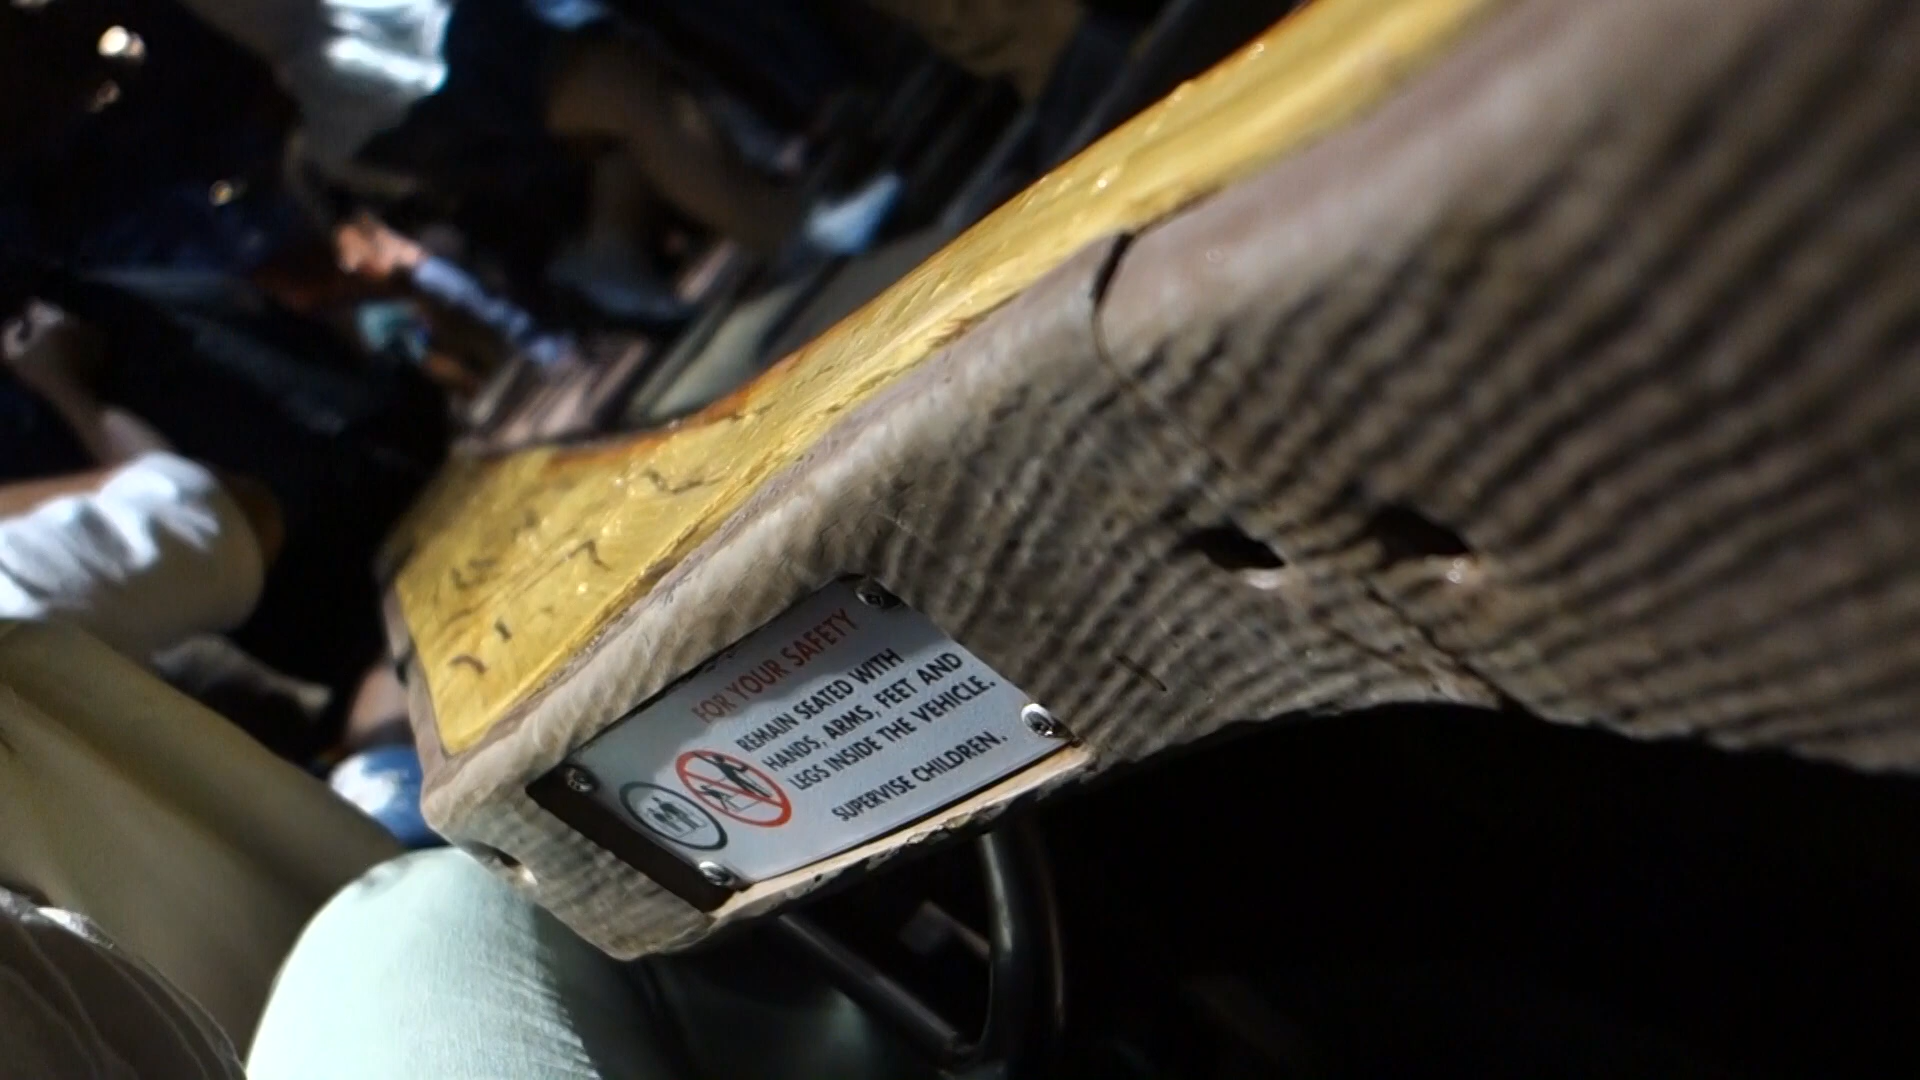 FOR YOUR SAFETY
REMAIN SEATED WITH
HANDS, ARMS, FEET AND
LEGS INSIDE THE VEHICLE.
SUPERVISE CHILDREN.